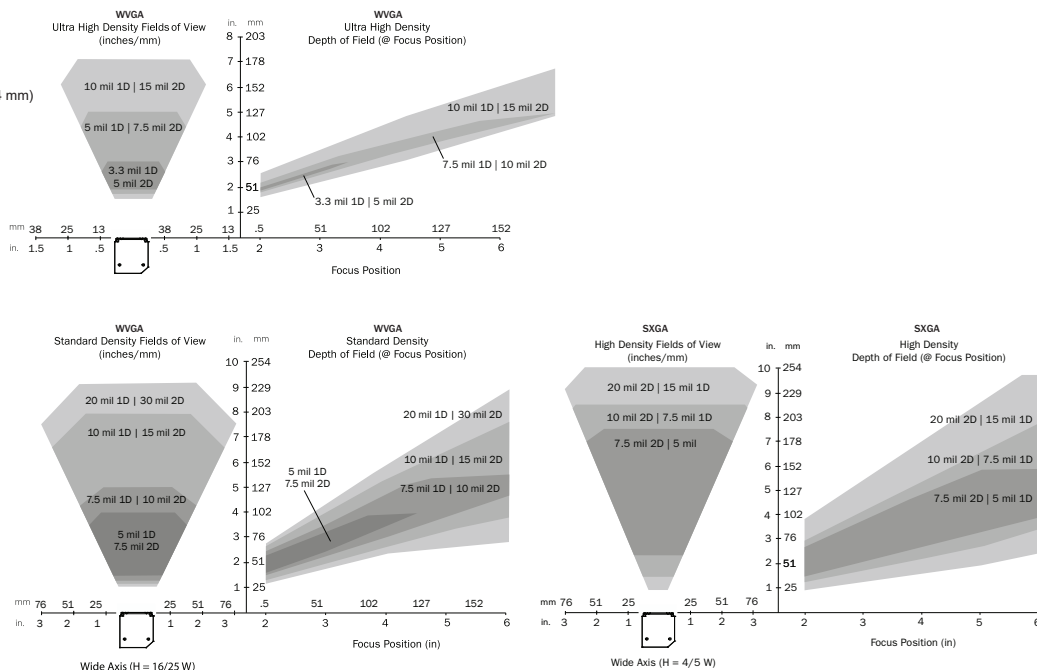 WVGA
Ultra High Density Fields of View
(inches/mm)
10 mil 1D | 15 mil 2D
5 mil 1D | 7.5 mil 2D
3.3 mil 1D
5 mil 2D
mm 38 25 13 38 25 13
in. 1.5 1 .5 .5 1 1.5
WVGA
Ultra High Density
Depth of Field (@ Focus Position)
in. mm
8 203
7 178
6 152
5 127
4 102
3 76
2 51
1 25
10 mil 1D | 15 mil 2D
7.5 mil 1D | 10 mil 2D
3.3 mil 1D | 5 mil 2D
.5 51 102 127 152
2 3 4 5 6
Focus Position
mm)
WVGA
Standard Density Fields of View
(inches/mm)
20 mil 1D | 30 mil 2D
10 mil 1D | 15 mil 2D
7.5 mil 1D | 10 mil 2D
5 mil 1D
7.5 mil 2D
mm 76 51 25 25 51 76
in. 3 2 1 1 2 3
Wide Axis (H = 16/25 W)
WVGA
Standard Density
Depth of Field (@ Focus Position)
in. mm
10 254
9 229
8 203
7 178
6 152
5 127
4 102
3 76
2 51
1 25
20 mil 1D | 30 mil 2D
10 mil 1D | 15 mil 2D
7.5 mil 1D | 10 mil 2D
5 mil 1D
7.5 mil 2D
.5 51 102 127 152
2 3 4 6
Focus Position (in)
SXGA
High Density Fields of View
(inches/mm)
20 mil 2D | 15 mil 1D
10 mil 2D | 7.5 mil 1D
7.5 mil 2D | 5 mil
mm 76 51 25 25 51 76
in. 3 2 1 1 2 3
Wide Axis (H = 4/5 W)
SXGA
High Density
Depth of Field (@ Focus Position)
in. mm
10 254
9 229
8 203
7 178
6 152
5 127
4 102
3 76
2 51
1 25
20 mil 2D | 15 mil 1D
10 mil 2D | 7.5 mil 1D
7.5 mil 2D | 5 mil 1D
2 3 4 5 6
Focus Position (in)